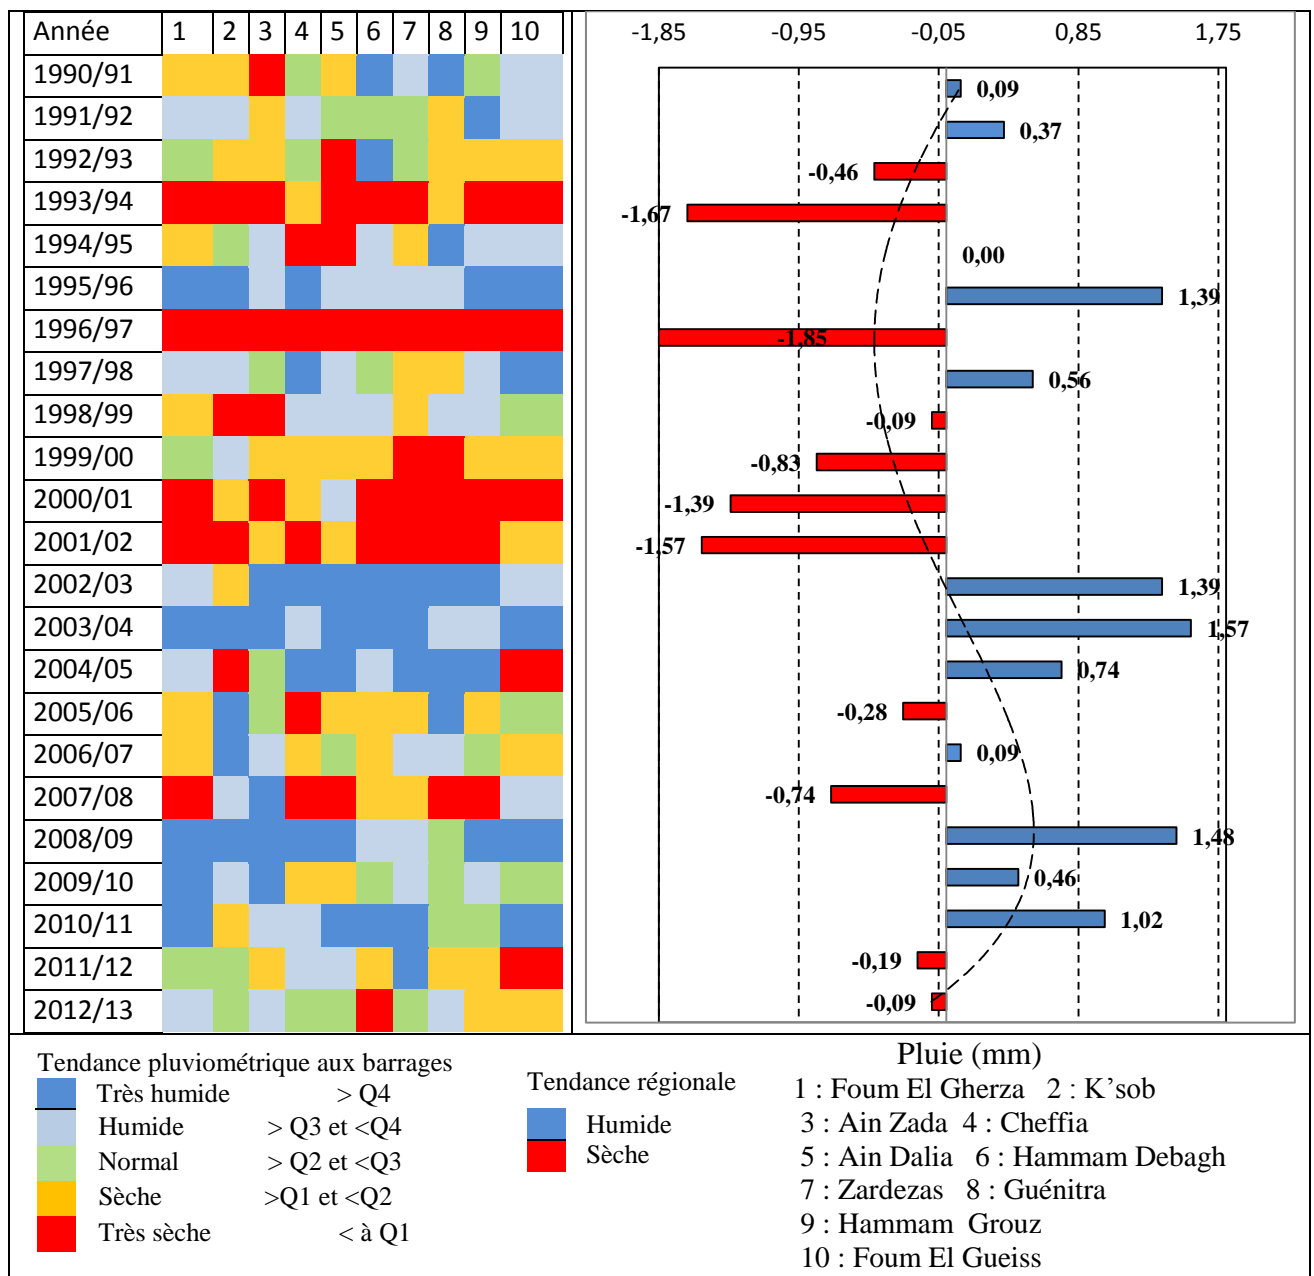 Année 1 2 3 4 5 6 7 8 9 10
-1,85 -0,95 -0,05 0,85 1,75
1990/91 0,09
1991/92 0,37
1992/93 -0,46
1993/94 -1,67
1994/95 0,00
1995/96 1,39
1996/97 -1,85
1997/98 0,56
1998/99 -0,09
1999/00 -0,83
2000/01 -1,39
2001/02 -1,57
2002/03 1,39
2003/04 1,57
2004/05 0,74
2005/06 -0,28
2006/07 0,09
2007/08 -0,74
2008/09 1,48
2009/10 0,46
2010/11 1,02
2011/12 -0,19
2012/13 -0,09
Tendance pluviométrique aux barrages
Très humide > Q4
Humide > Q3 et <Q4
Normal > Q2 et <Q3
Sèche >Q1 et <Q2
Très sèche < à Q1
Tendance régionale
Humide
Sèche
Pluie (mm)
1 : Foum El Gherza 2 : K’sob
3 : Ain Zada 4 : Cheffia
5 : Ain Dalia 6 : Hammam Debagh
7 : Zardezas 8 : Guénitra
9 : Hammam Grouz
10 : Foum El Gueiss